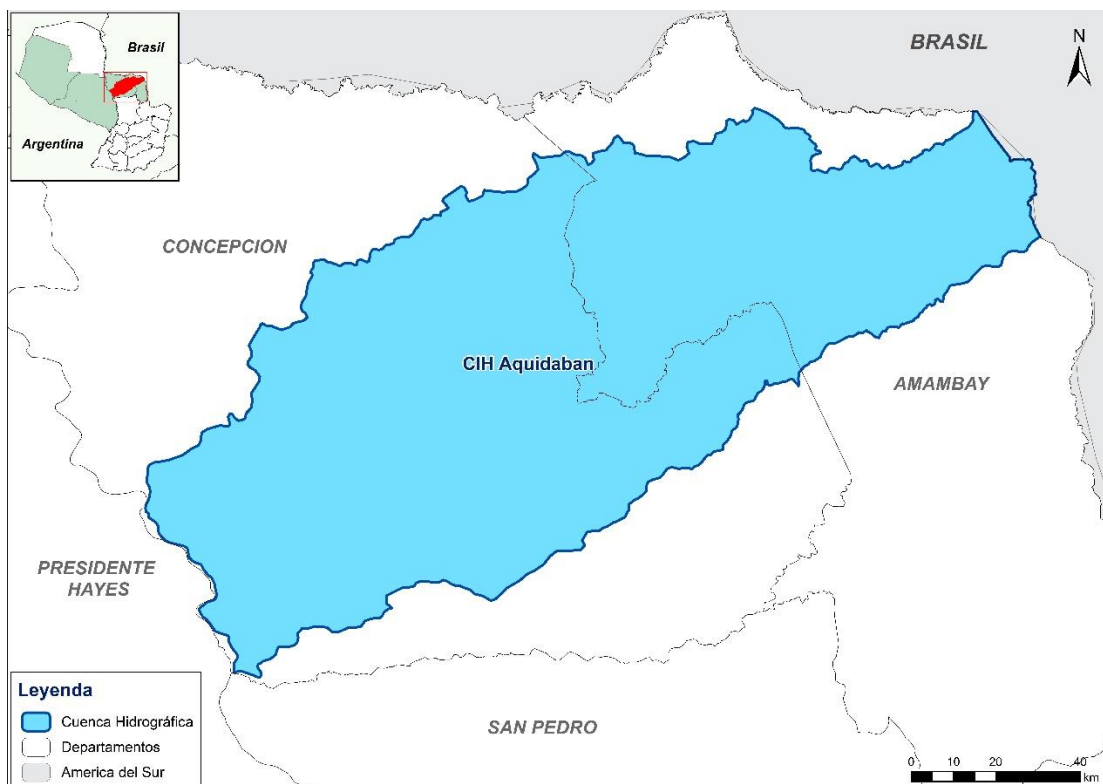 Brasil
Argentina
BRASIL
N
CONCEPCION
CIH Aquidaban
AMAMBAY
PRESIDENTE
HAYES
SAN PEDRO
Leyenda
Cuenca Hidrográfica
Departamentos
America del Sur
0 10 20 40
km